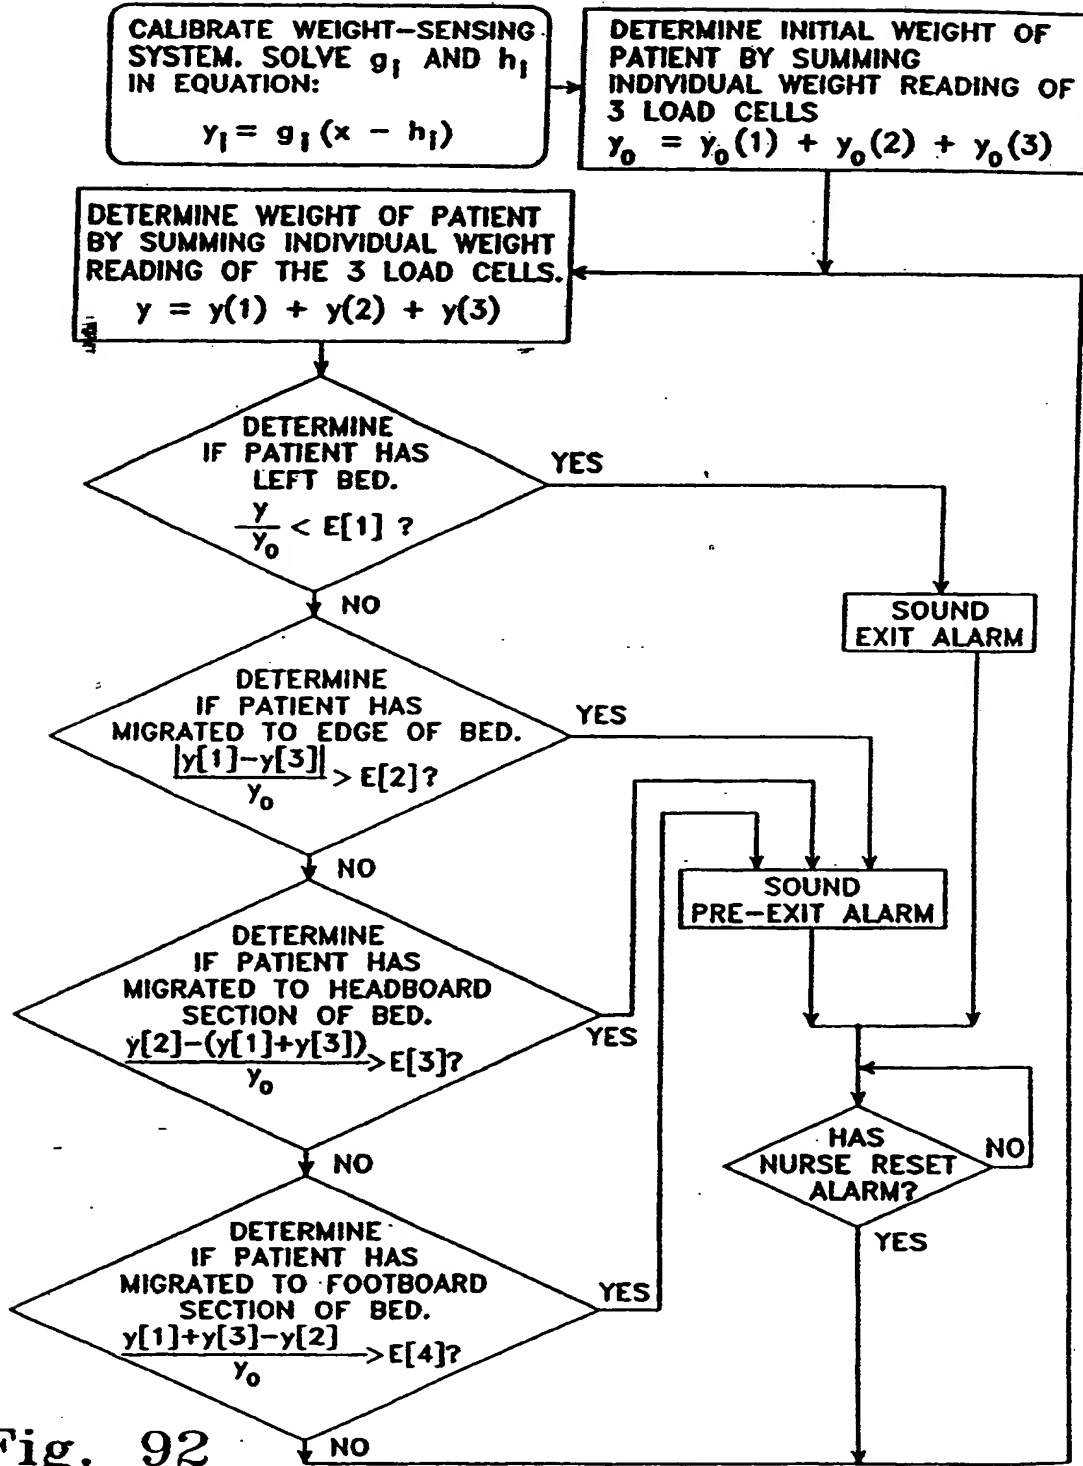 CALIBRATE WEIGHT-SENSING
SYSTEM. SOLVE gi AND hi
IN EQUATION:
yi = gi (x - hi)
DETERMINE INITIAL WEIGHT OF
PATIENT BY SUMMING
INDIVIDUAL WEIGHT READING OF
3 LOAD CELLS
y0 = y0(1) + y0(2) + y0(3)
DETERMINE WEIGHT OF PATIENT
BY SUMMING INDIVIDUAL WEIGHT
READING OF THE 3 LOAD CELLS.
y = y(1) + y(2) + y(3)
DETERMINE
IF PATIENT HAS
LEFT BED.
y/y0 < E[1] ?
YES
NO
SOUND
EXIT ALARM
DETERMINE
IF PATIENT HAS
MIGRATED TO EDGE OF BED.
|y[1]-y[3]|/y0 > E[2]?
YES
NO
SOUND
PRE-EXIT ALARM
DETERMINE
IF PATIENT HAS
MIGRATED TO HEADBOARD
SECTION OF BED.
y[2]-(y[1]+y[3])/y0 > E[3]?
YES
NO
HAS
NURSE RESET
ALARM?
NO
YES
DETERMINE
IF PATIENT HAS
MIGRATED TO FOOTBOARD
SECTION OF BED.
y[1]+y[3]-y[2]/y0 > E[4]?
YES
NO
Fig. 92